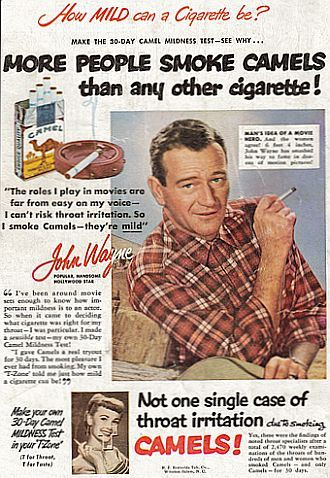 How MILD can a Cigarette be?
MAKE THE 30-DAY CAMEL MILDNESS TEST—SEE WHY...
MORE PEOPLE SMOKE CAMELS
than any other cigarette!
CAMEL
MAN'S IDEA OF A MOVIE
HERO. And the women
agree! 6 feet 4 inches,
John Wayne has smashed his
way to fame in dozens
of motion pictures!
"The roles I play in movies are
far from easy on my voice—
I can't risk throat irritation. So
I smoke Camels—they're mild"
John Wayne
POPULAR, HANDSOME
HOLLYWOOD STAR
"I've been around movie
sets enough to know how
important mildness is to an actor.
So when it came to deciding
what cigarette was right for my
throat—I was particular. I made
a sensible test—my own 30-Day
Camel Mildness Test!
"I gave Camels a real tryout
for 30 days. The most pleasure I
ever had from smoking. My own
'T-Zone' told me just how mild
a cigarette can be!"
Make your own
30-Day Camel
MILDNESS Test
in your "T-Zone"
(T for Throat,
T for Taste)
Not one single case of
throat irritation due to smoking
CAMELS!
R. J. Reynolds Tob. Co.,
Winston-Salem, N. C.
Yes, these were the findings of
noted throat specialists after a
total of 2,470 weekly exami-
nations of the throats of hun-
dreds of men and women who
smoked Camels — and only
Camels — for 30 days.